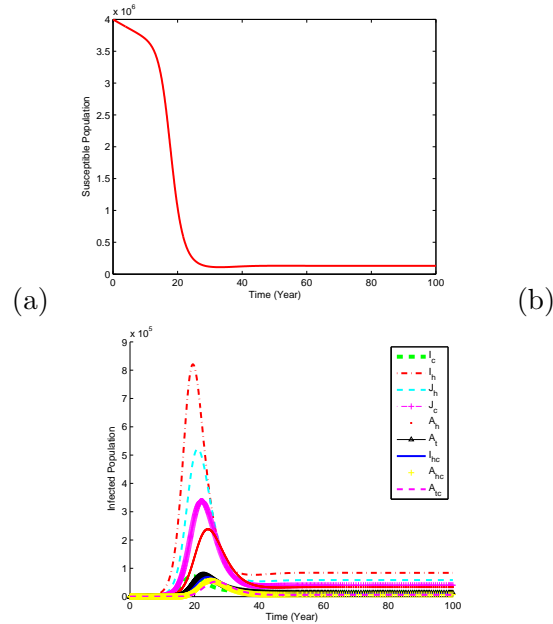 x 10^6
4
3.5
3
2.5
2
1.5
1
0.5
0
Susceptible Population
0 20 40 60 80 100
Time (Year)
(a)
(b)
x 10^5
9
8
7
6
5
4
3
2
1
0
Infected Population
0 20 40 60 80 100
Time (Year)
I_c
I_h
J_h
J_c
A_h
A_t
I_hc
A_hc
A_tc